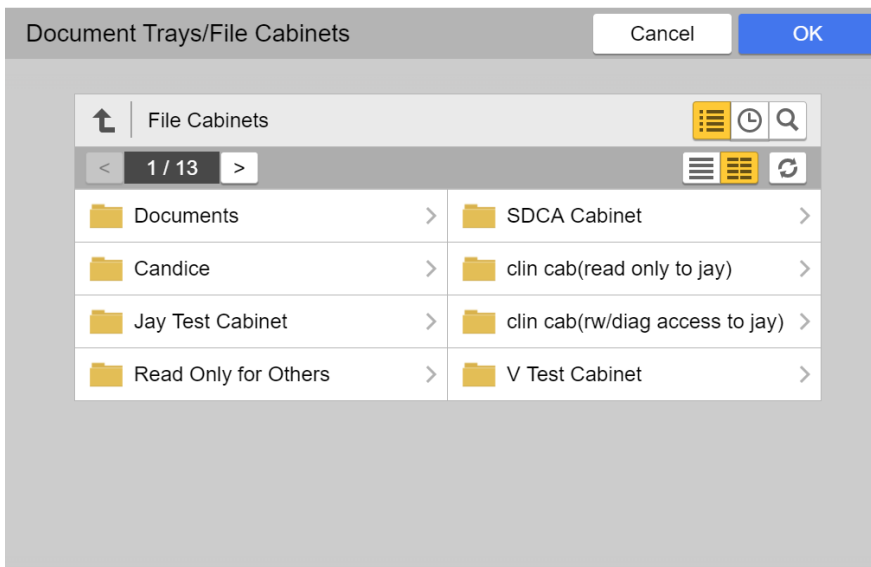 Document Trays/File Cabinets
Cancel
OK
File Cabinets
< 1 / 13 >
Documents
SDCA Cabinet
Candice
clin cab(read only to jay)
Jay Test Cabinet
clin cab(rw/diag access to jay)
Read Only for Others
V Test Cabinet